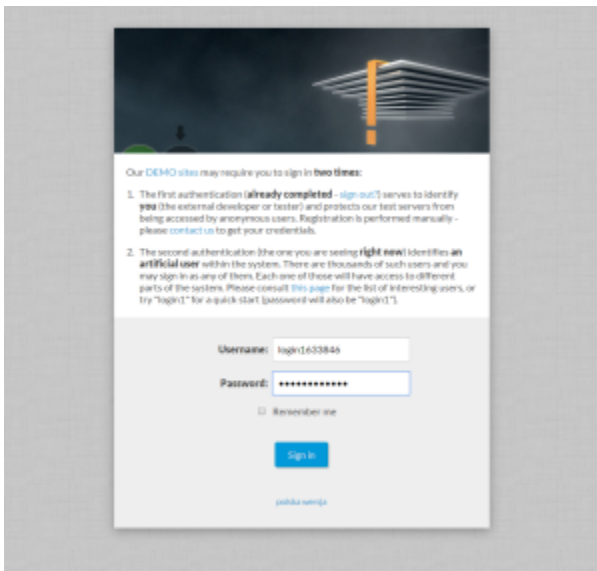 Our DEMO sites may require you to sign in two times:
1. The first authentication (already completed - sign out?) serves to identify
you (the external developer or tester) and protects our test servers from
being accessed by anonymous users. Registration is performed manually -
please contact us to get your credentials.
2. The second authentication (the one you are seeing right now) identifies an
artificial user within the system. There are thousands of such users and you
may sign in as any of them. Each one of those will have access to different
parts of the system. Please consult this page for the list of interesting users, or
try "login1" for a quick start (password will also be "login1").
Username: login1633846
Password: ••••••••••••
Remember me
Sign in
polska wersja